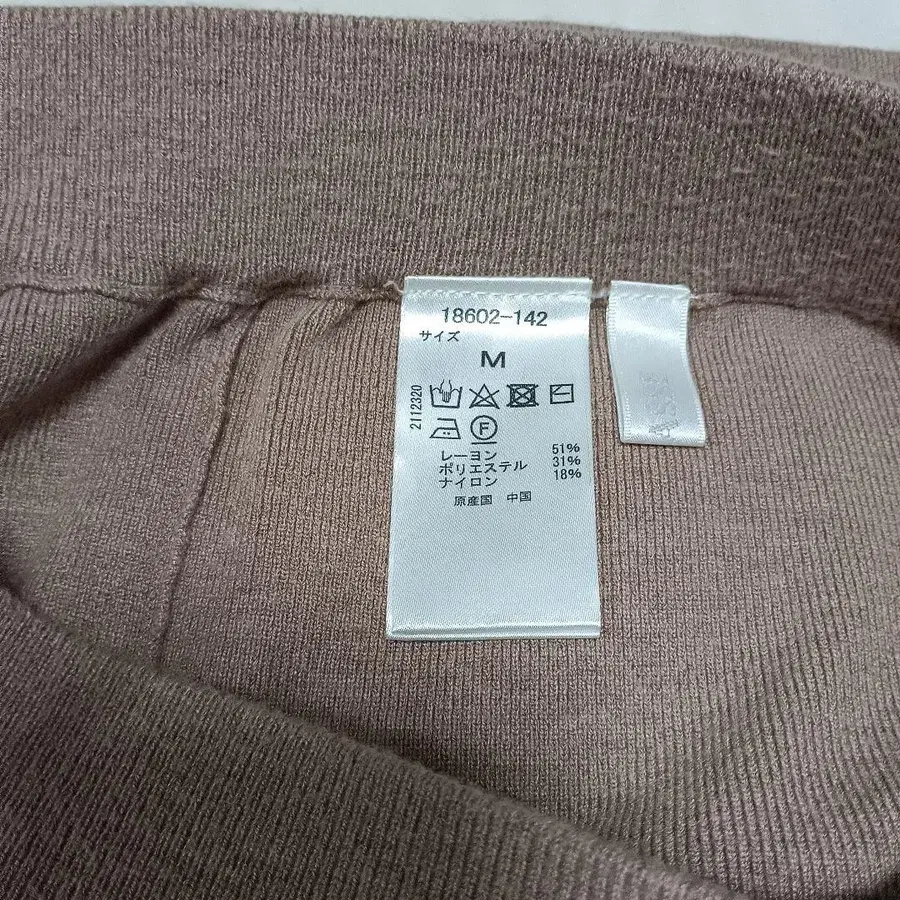 18602-142
サイズ
M
2112320
F
レーヨン 51%
ポリエステル 31%
ナイロン 18%
原産国 中国